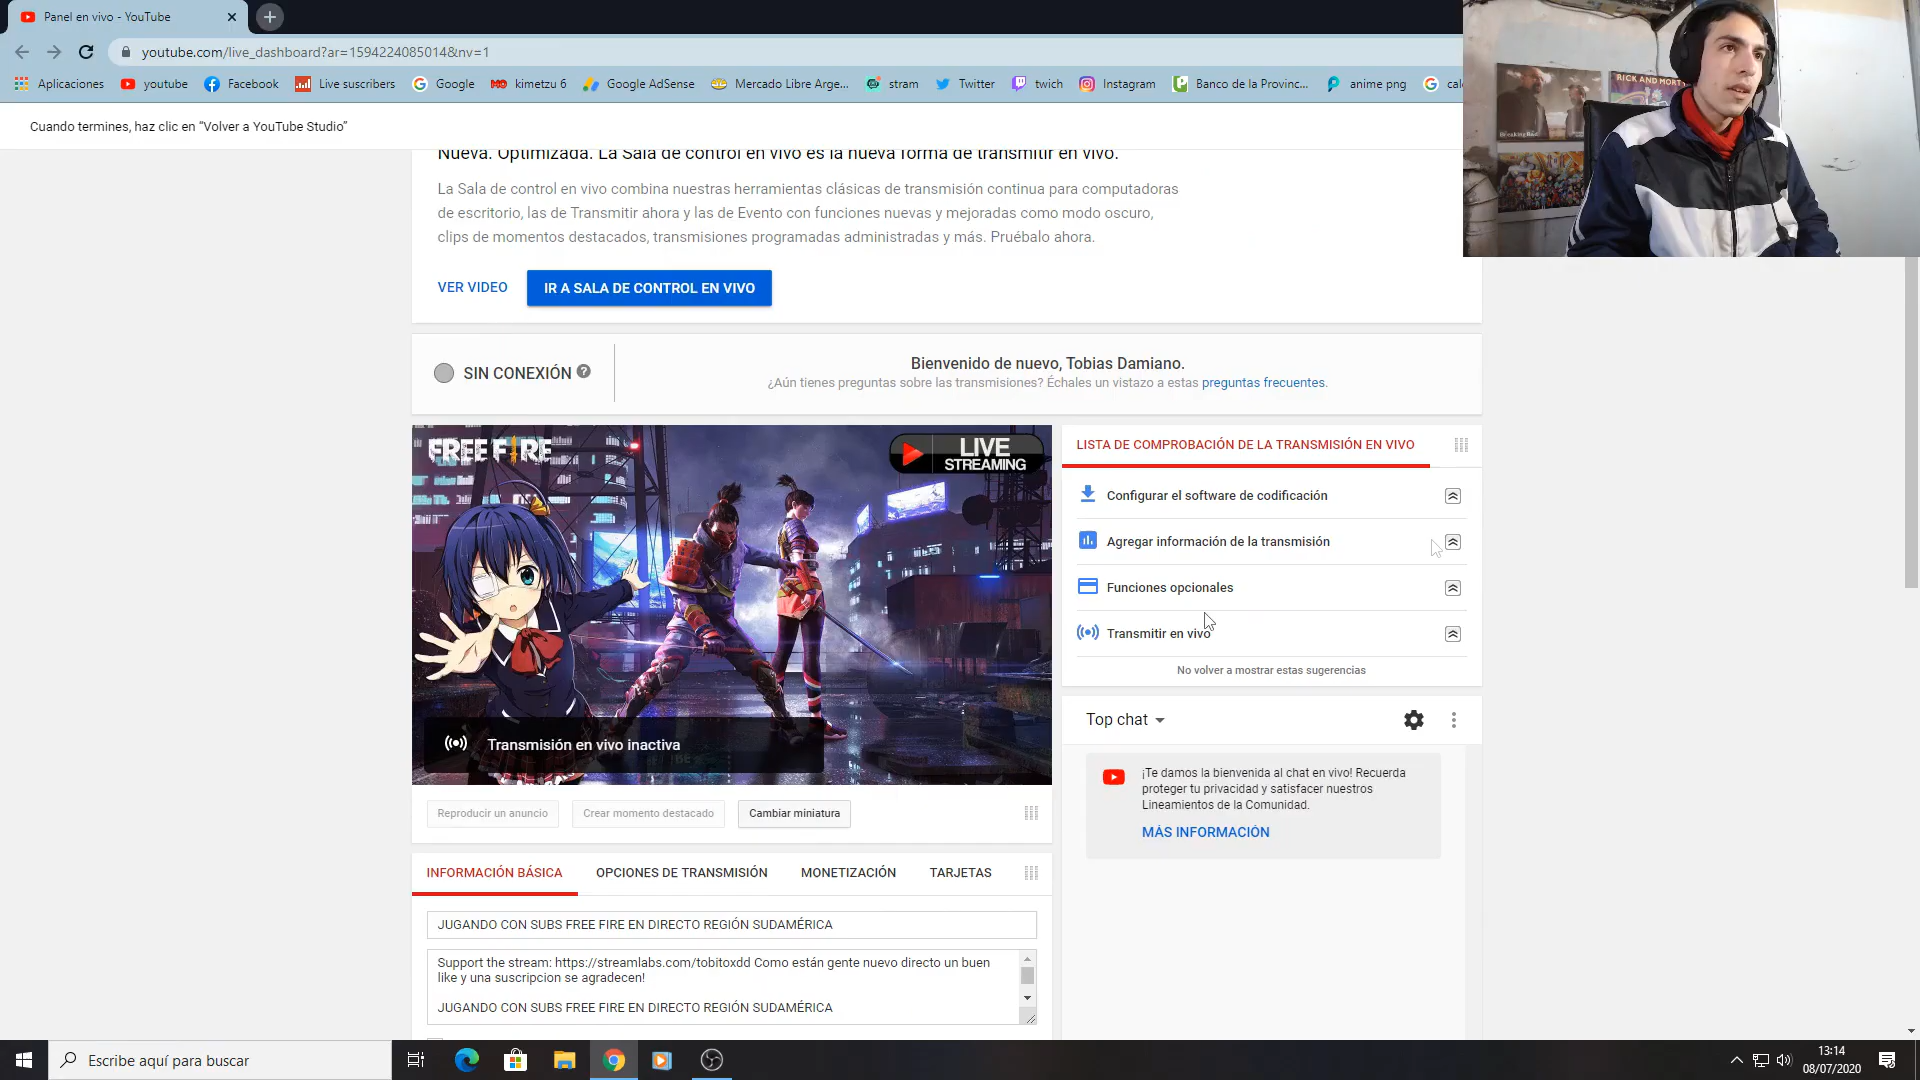 Panel en vivo - YouTube
youtube.com/live_dashboard?ar=1594224085014&nv=1
Aplicaciones
youtube
Facebook
Live suscribers
Google
kimetzu 6
Google AdSense
Mercado Libre Arge...
stram
Twitter
twich
Instagram
Banco de la Provinc...
anime png
Cuando termines, haz clic en “Volver a YouTube Studio”
Nueva. Optimizada. La Sala de control en vivo es la nueva forma de transmitir en vivo.
La Sala de control en vivo combina nuestras herramientas clásicas de transmisión continua para computadoras
de escritorio, las de Transmitir ahora y las de Evento con funciones nuevas y mejoradas como modo oscuro,
clips de momentos destacados, transmisiones programadas administradas y más. Pruébalo ahora.
VER VIDEO
IR A SALA DE CONTROL EN VIVO
SIN CONEXIÓN
Bienvenido de nuevo, Tobias Damiano.
¿Aún tienes preguntas sobre las transmisiones? Échales un vistazo a estas preguntas frecuentes.
FREE FIRE
LIVE
STREAMING
Transmisión en vivo inactiva
Reproducir un anuncio
Crear momento destacado
Cambiar miniatura
LISTA DE COMPROBACIÓN DE LA TRANSMISIÓN EN VIVO
Configurar el software de codificación
Agregar información de la transmisión
Funciones opcionales
Transmitir en vivo
No volver a mostrar estas sugerencias
Top chat
¡Te damos la bienvenida al chat en vivo! Recuerda
proteger tu privacidad y satisfacer nuestros
Lineamientos de la Comunidad.
MÁS INFORMACIÓN
INFORMACIÓN BÁSICA
OPCIONES DE TRANSMISIÓN
MONETIZACIÓN
TARJETAS
JUGANDO CON SUBS FREE FIRE EN DIRECTO REGIÓN SUDAMÉRICA
Support the stream: https://streamlabs.com/tobitoxdd Como están gente nuevo directo un buen
like y una suscripcion se agradecen!
JUGANDO CON SUBS FREE FIRE EN DIRECTO REGIÓN SUDAMÉRICA
Escribe aquí para buscar
13:14
08/07/2020